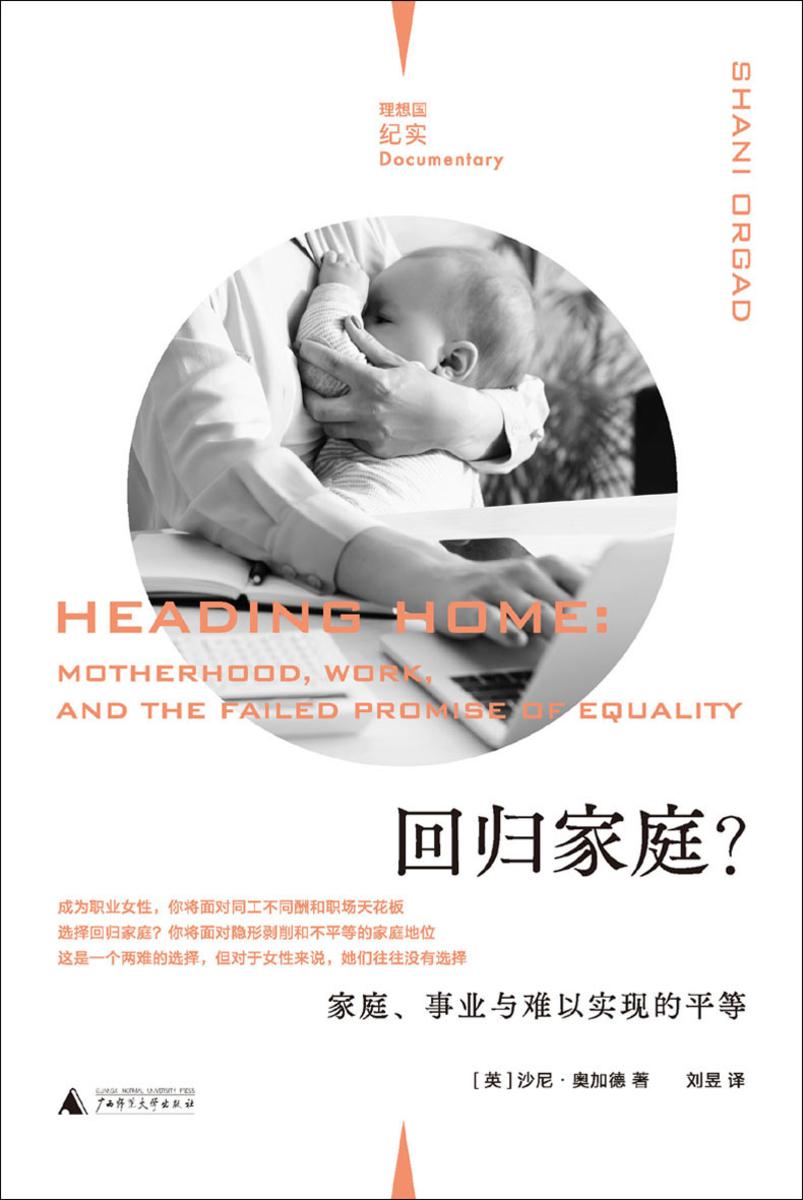 理想国
纪实
Documentary
SHANI ORGAD
HEADING HOME:
MOTHERHOOD, WORK,
AND THE FAILED PROMISE OF EQUALITY
回归家庭?
成为职业女性，你将面对同工不同酬和职场天花板
选择回归家庭？你将面对隐形剥削和不平等的家庭地位
这是一个两难的选择，但对于女性来说，她们往往没有选择
家庭、事业与难以实现的平等
[英]沙尼·奥加德 著 刘昱 译
GUANGXI NORMAL UNIVERSITY PRESS
广西师范大学出版社